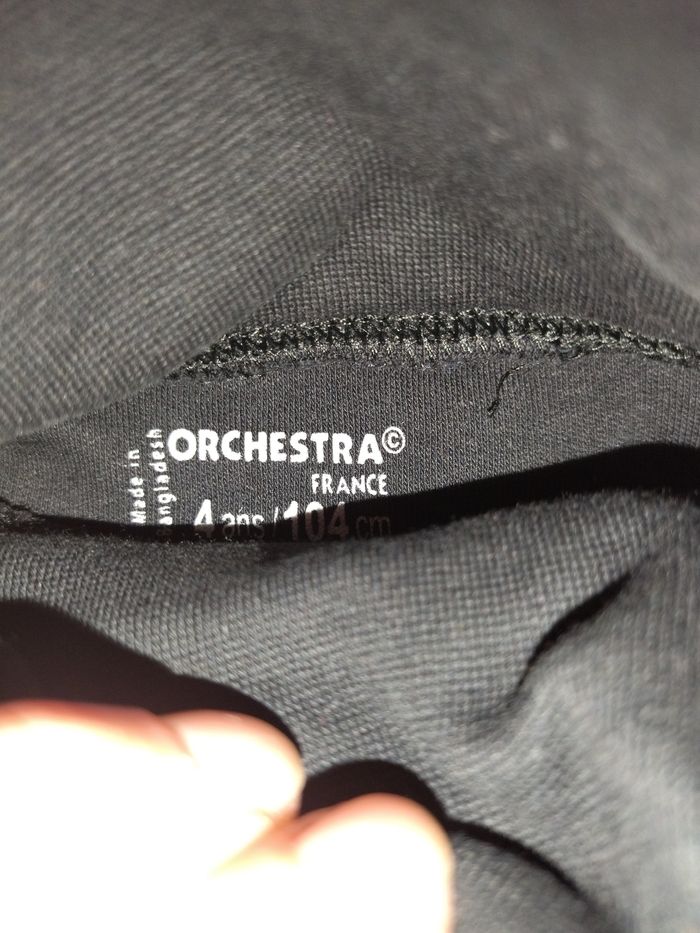 ORCHESTRA©
FRANCE
4 ans / 104 cm
Made in
Bangladesh